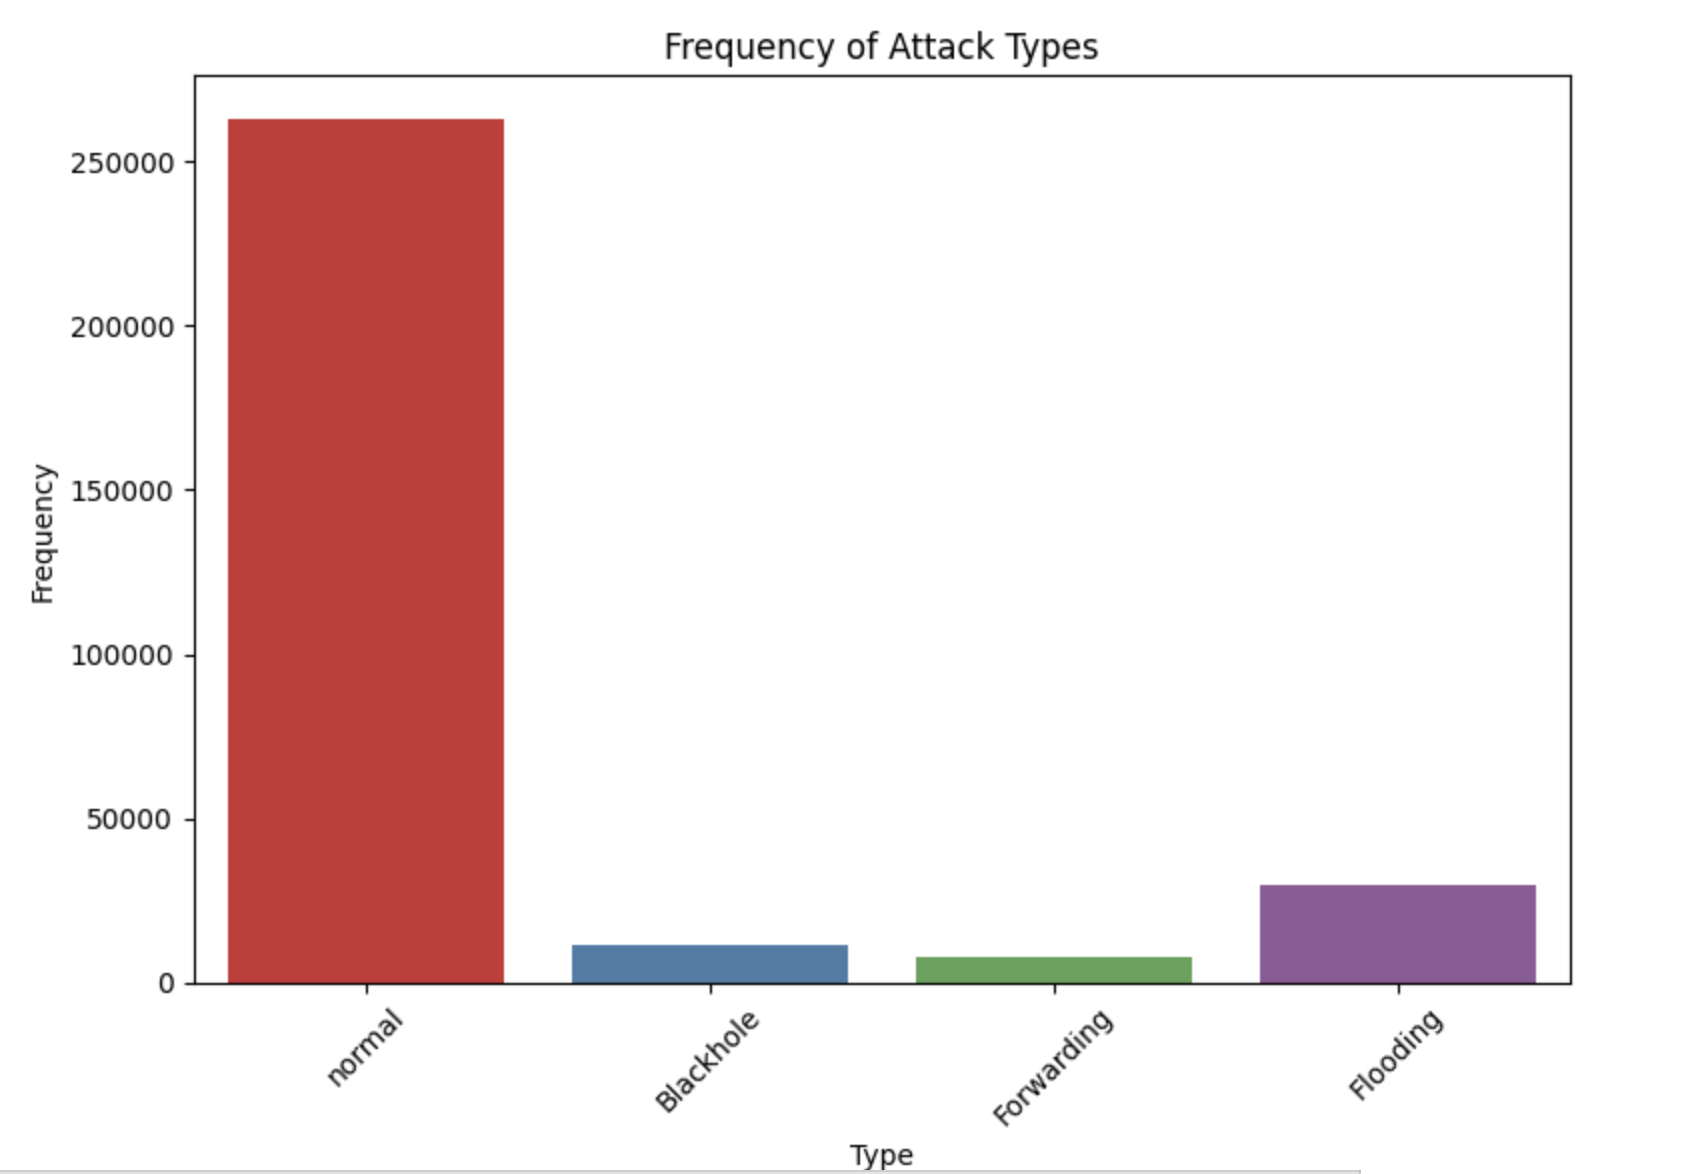 Frequency of Attack Types
Frequency
250000
200000
150000
100000
50000
0
normal
Blackhole
Forwarding
Flooding
Type